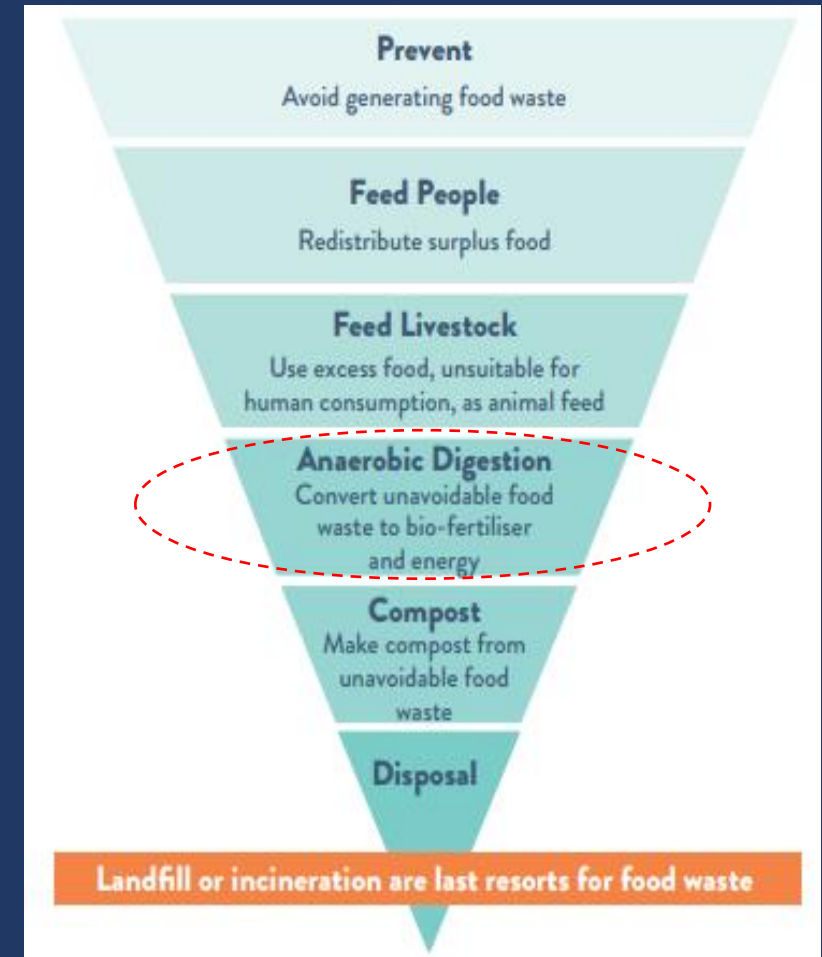 Prevent
Avoid generating food waste
Feed People
Redistribute surplus food
Feed Livestock
Use excess food, unsuitable for
human consumption, as animal feed
Anaerobic Digestion
Convert unavoidable food
waste to bio-fertiliser
and energy
Compost
Make compost from
unavoidable food
waste
Disposal
Landfill or incineration are last resorts for food waste